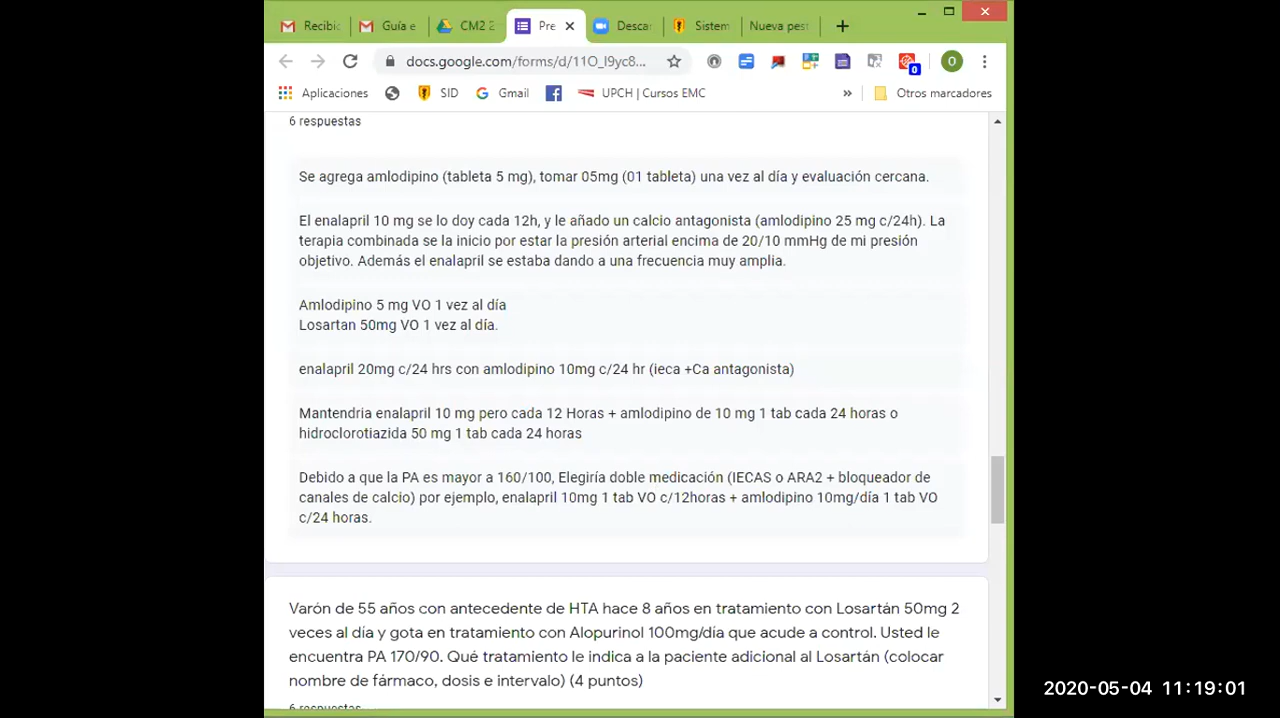 Recibic
Guía e
CM2 2
Pre
Descar
Sistem
Nueva pest
docs.google.com/forms/d/11O_l9yc8...
0
O
Aplicaciones
SID
Gmail
UPCH | Cursos EMC
»
Otros marcadores
6 respuestas
Se agrega amlodipino (tableta 5 mg), tomar 05mg (01 tableta) una vez al día y evaluación cercana.
El enalapril 10 mg se lo doy cada 12h, y le añado un calcio antagonista (amlodipino 25 mg c/24h). La
terapia combinada se la inicio por estar la presión arterial encima de 20/10 mmHg de mi presión
objetivo. Además el enalapril se estaba dando a una frecuencia muy amplia.
Amlodipino 5 mg VO 1 vez al día
Losartan 50mg VO 1 vez al día.
enalapril 20mg c/24 hrs con amlodipino 10mg c/24 hr (ieca +Ca antagonista)
Mantendria enalapril 10 mg pero cada 12 Horas + amlodipino de 10 mg 1 tab cada 24 horas o
hidroclorotiazida 50 mg 1 tab cada 24 horas
Debido a que la PA es mayor a 160/100, Elegiría doble medicación (IECAS o ARA2 + bloqueador de
canales de calcio) por ejemplo, enalapril 10mg 1 tab VO c/12horas + amlodipino 10mg/día 1 tab VO
c/24 horas.
Varón de 55 años con antecedente de HTA hace 8 años en tratamiento con Losartán 50mg 2
veces al día y gota en tratamiento con Alopurinol 100mg/día que acude a control. Usted le
encuentra PA 170/90. Qué tratamiento le indica a la paciente adicional al Losartán (colocar
nombre de fármaco, dosis e intervalo) (4 puntos)
6 respuestas
2020-05-04 11:19:01